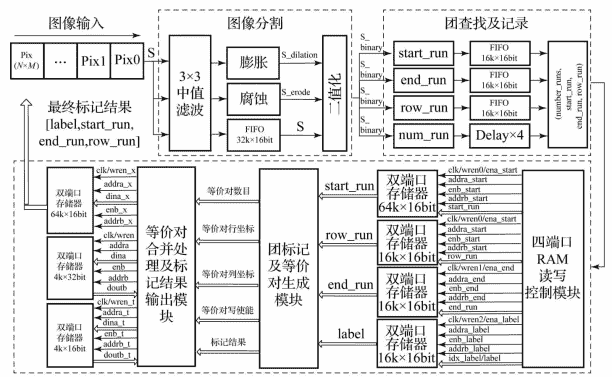 图像输入
Pix
(N×M)
...
Pix1
Pix0
S
图像分割
3×3
中值
滤波
膨胀
S_dilation
腐蚀
S_erode
FIFO
32k×16bit
S
二值化
团查找及记录
S_
binary
start_run
FIFO
16k×16bit
S_
binary
end_run
FIFO
16k×16bit
S_
binary
row_run
FIFO
16k×16bit
S_
binary
num_run
Delay×4
(number_runs,
start_run,
end_run, row_run)
最终标记结果
[label,start_run,
end_run,row_run]
双端口
存储器
64k×16bit
clk/wren_x
addra_x
dina_x
enb_x
addrb_x
双端口
存储器
4k×32bit
clk/wren
addra
dina
enb
addrb
doutb
双端口
存储器
4k×16bit
clk/wren_t
addra_t
dina_t
enb_t
addrb_t
doutb_t
等价对
合并处
理及标
记结果
输出模
块
等价对数目
等价对行坐标
等价对列坐标
等价对写使能
标记结果
团标记
及等价
对生成
模块
start_run
row_run
end_run
label
双端口
存储器
64k×16bit
clk/wren0/ena_start
addra_start
enb_start
addrb_start
start_run
双端口
存储器
16k×16bit
clk/wren0/ena_start
addra_start
enb_start
addrb_start
row_run
双端口
存储器
16k×16bit
clk/wren1/ena_end
addra_end
enb_end
addrb_end
end_run
双端口
存储器
16k×16bit
clk/wren2/ena_label
addra_label
enb_label
addrb_label
idx_label/label
四端口
RAM
读写
控制模块